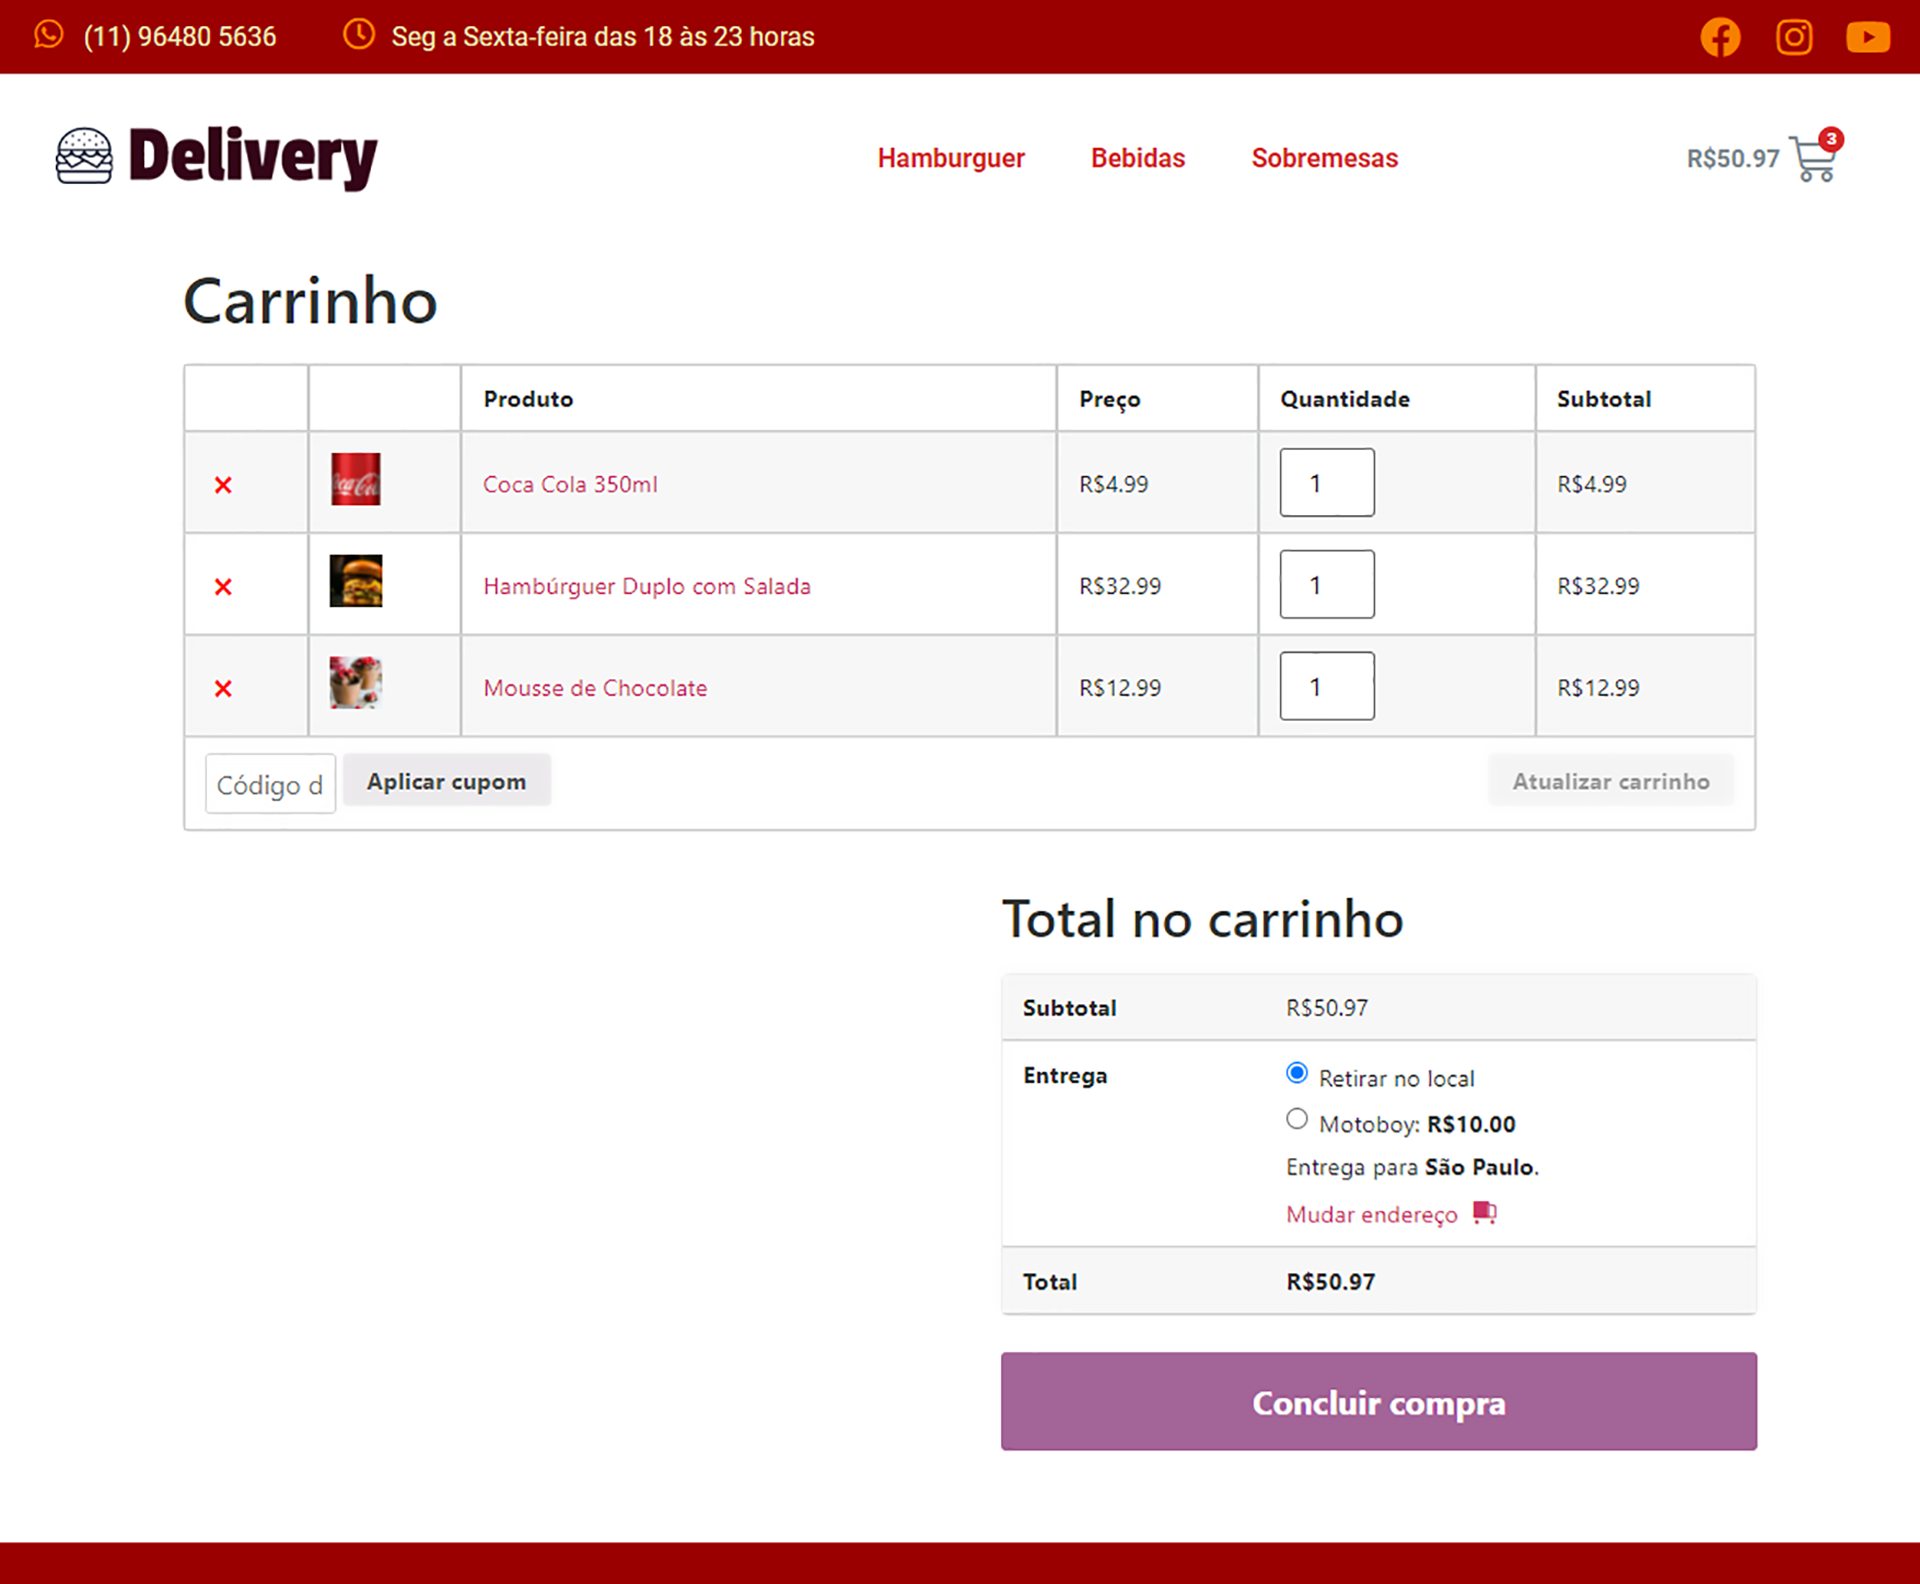 (11) 96480 5636 Seg a Sexta-feira das 18 às 23 horas
Delivery Hamburguer Bebidas Sobremesas R$50.97 3
Carrinho
Produto Preço Quantidade Subtotal
× Coca Cola 350ml R$4.99 1 R$4.99
× Hambúrguer Duplo com Salada R$32.99 1 R$32.99
× Mousse de Chocolate R$12.99 1 R$12.99
Código d Aplicar cupom Atualizar carrinho
Total no carrinho
Subtotal R$50.97
Entrega Retirar no local
Motoboy: R$10.00
Entrega para São Paulo.
Mudar endereço
Total R$50.97
Concluir compra